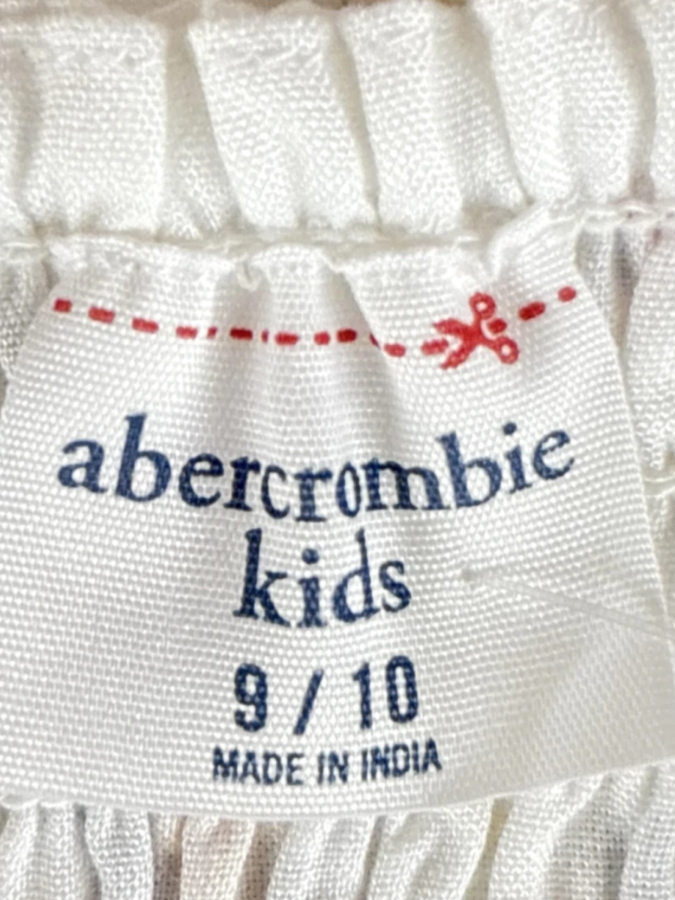 abercrombie
kids
9 / 10
MADE IN INDIA